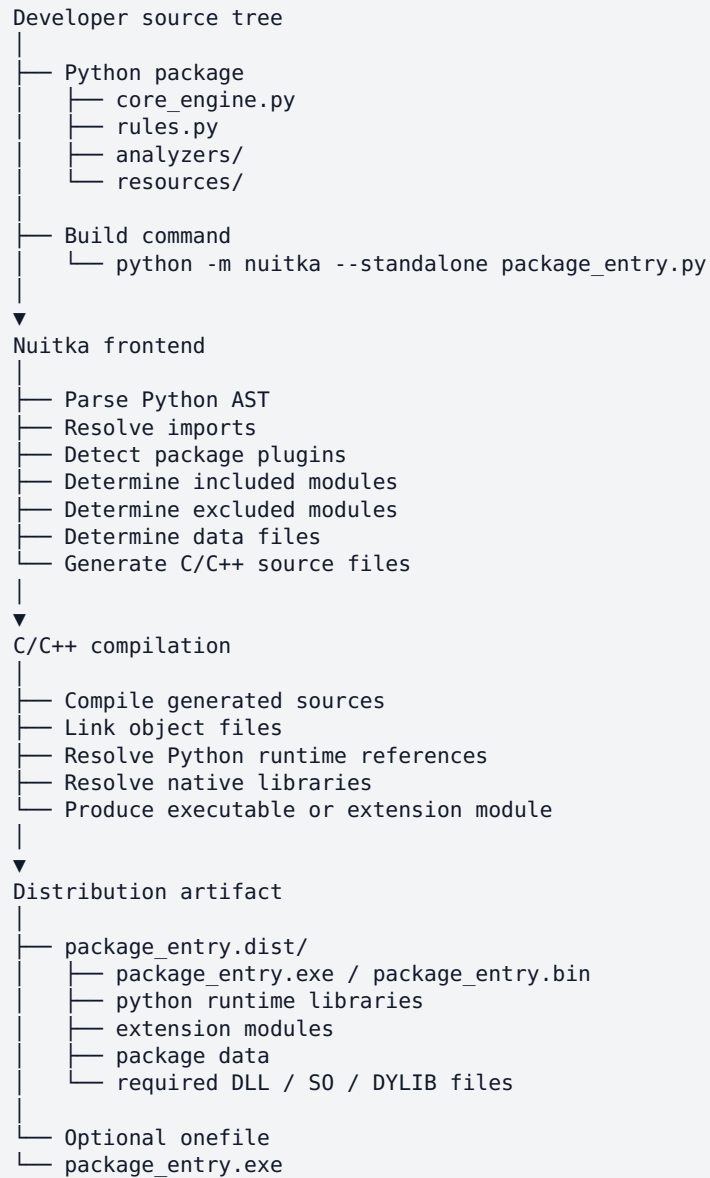 Developer source tree
│
├── Python package
│   ├── core_engine.py
│   ├── rules.py
│   ├── analyzers/
│   └── resources/
│
├── Build command
│   └── python -m nuitka --standalone package_entry.py
│
▼
Nuitka frontend
│
├── Parse Python AST
├── Resolve imports
├── Detect package plugins
├── Determine included modules
├── Determine excluded modules
├── Determine data files
└── Generate C/C++ source files
│
▼
C/C++ compilation
│
├── Compile generated sources
├── Link object files
├── Resolve Python runtime references
├── Resolve native libraries
└── Produce executable or extension module
│
▼
Distribution artifact
│
├── package_entry.dist/
│   ├── package_entry.exe / package_entry.bin
│   ├── python runtime libraries
│   ├── extension modules
│   ├── package data
│   └── required DLL / SO / DYLIB files
│
└── Optional onefile
└── package_entry.exe